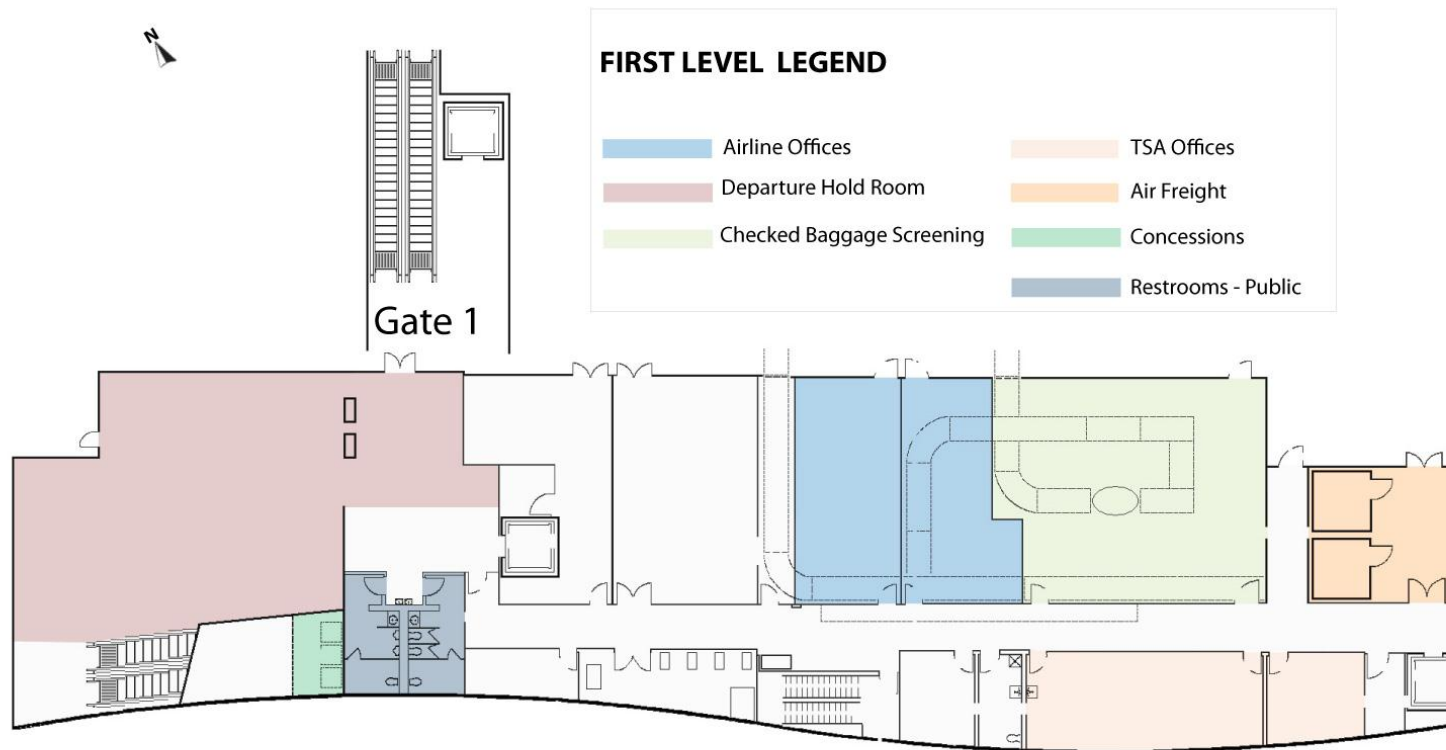 N
FIRST LEVEL LEGEND
Airline Offices
TSA Offices
Departure Hold Room
Air Freight
Checked Baggage Screening
Concessions
Restrooms - Public
Gate 1